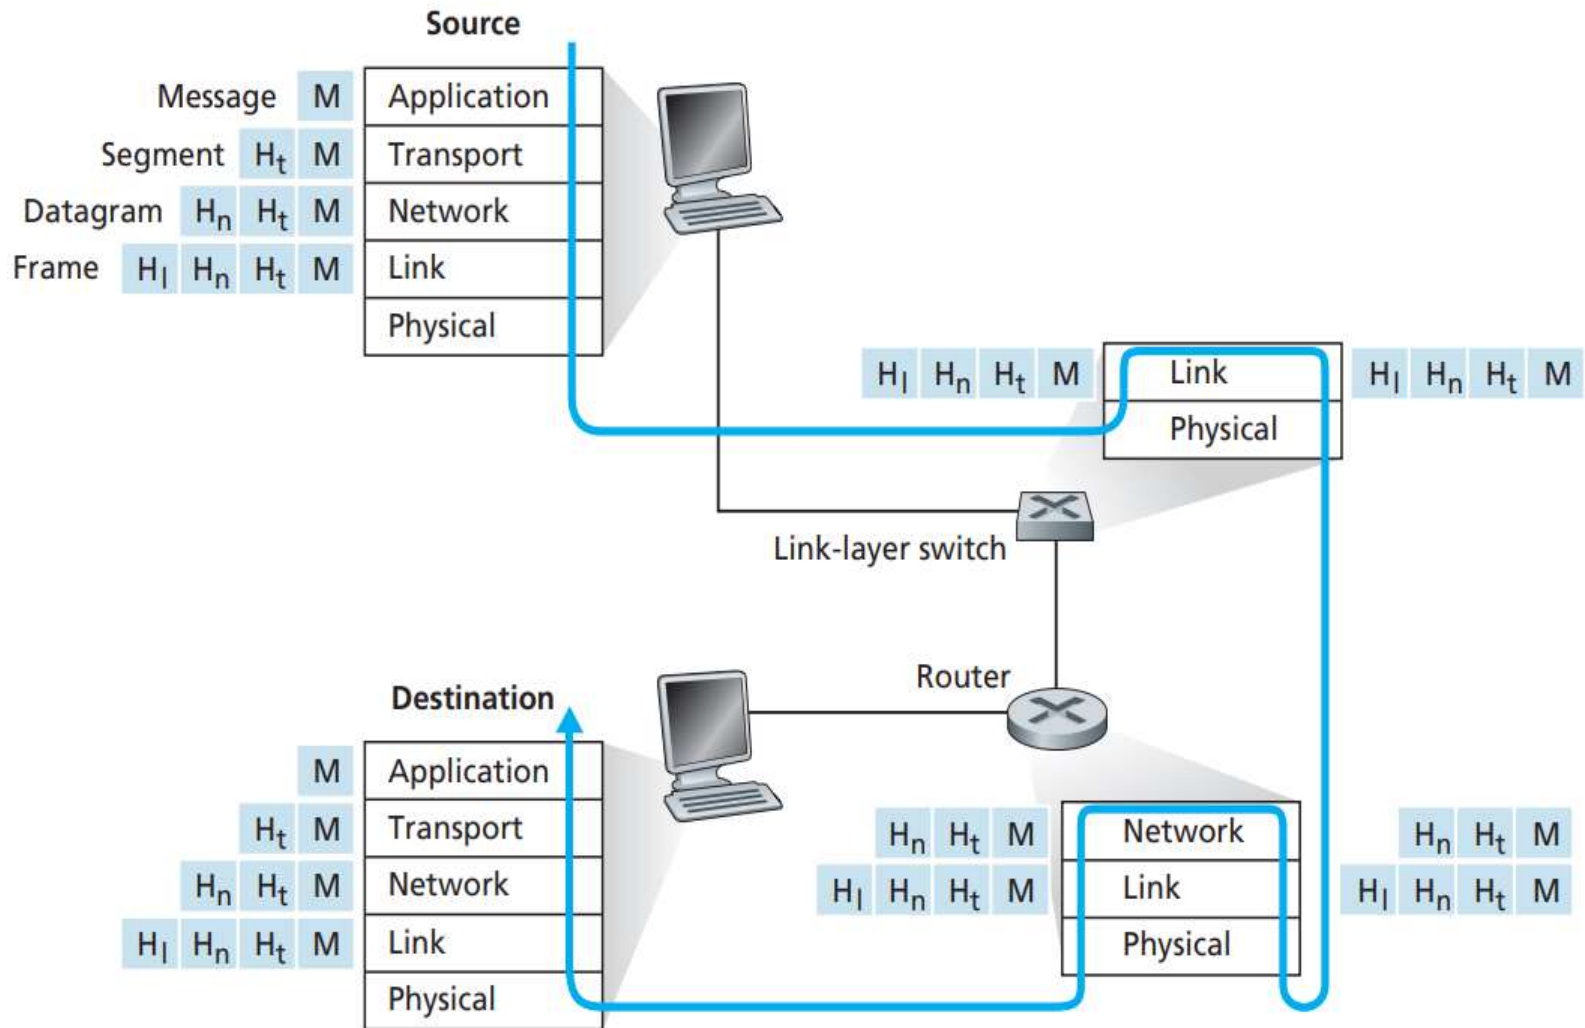 Source
Message M Application
Segment Ht M Transport
Datagram Hn Ht M Network
Frame Hl Hn Ht M Link
Physical
Hl Hn Ht M Link Hl Hn Ht M
Physical
Link-layer switch
Router
Destination
M Application
Ht M Transport
Hn Ht M Network
Hl Hn Ht M Link
Physical
Hn Ht M Network Hn Ht M
Hl Hn Ht M Link Hl Hn Ht M
Physical